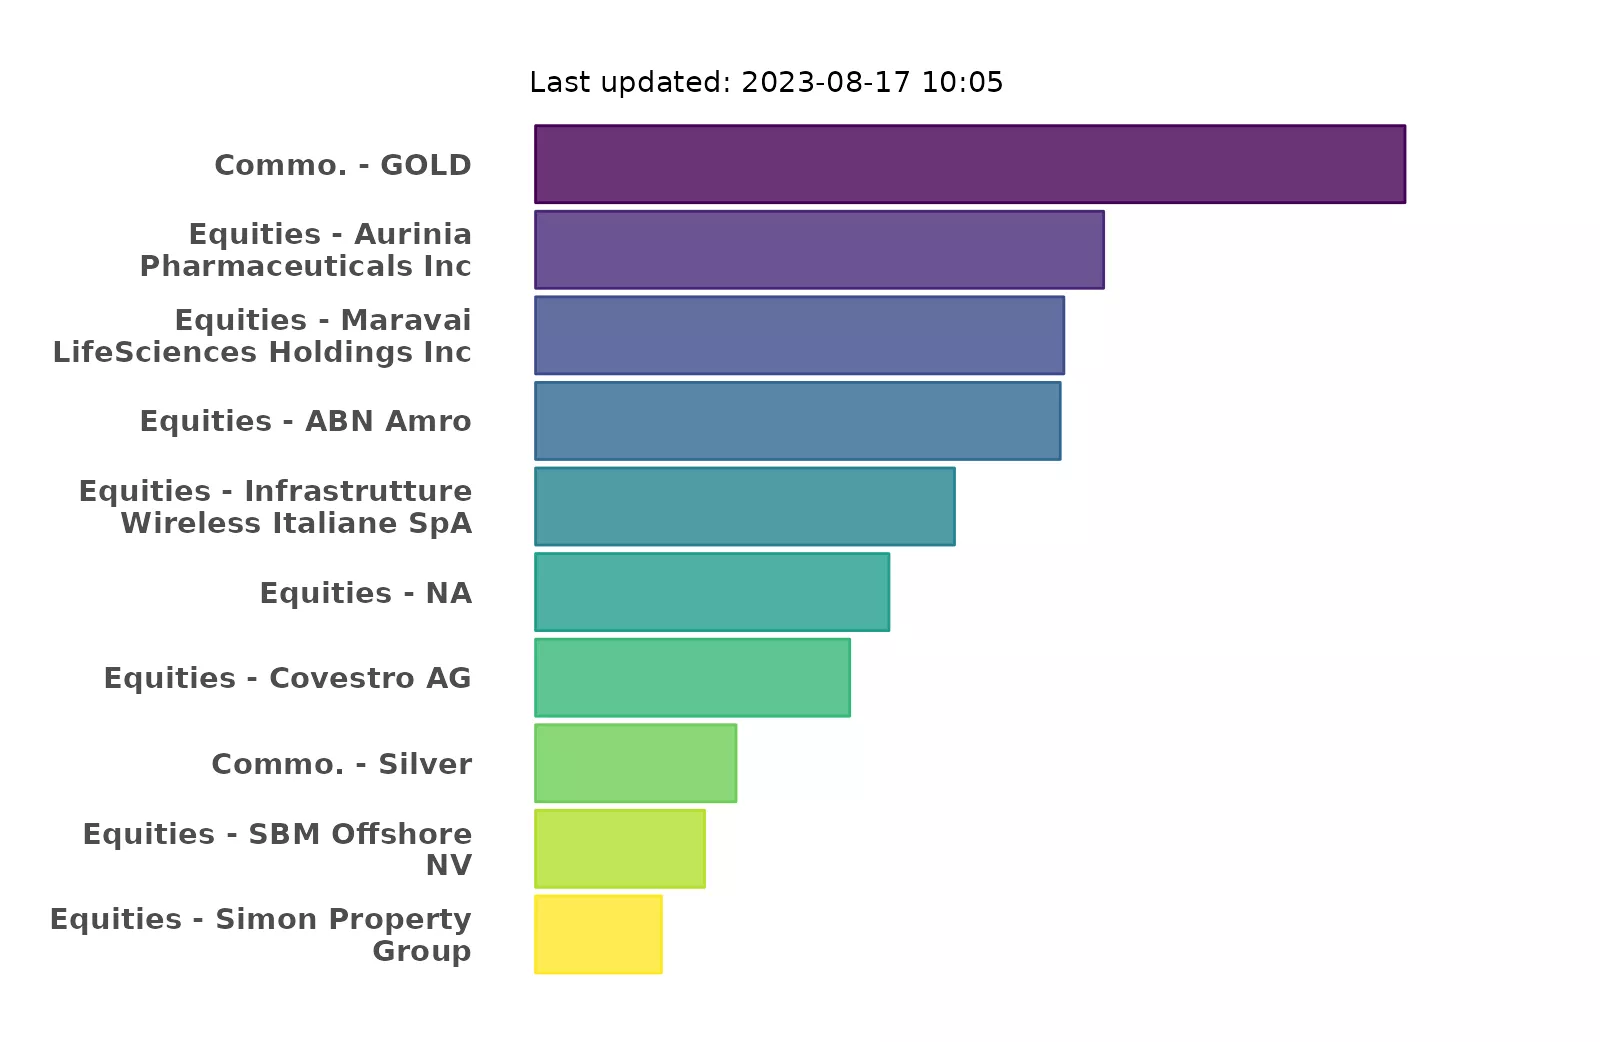 Last updated: 2023-08-17 10:05
Commo. - GOLD
Equities - Aurinia
Pharmaceuticals Inc
Equities - Maravai
LifeSciences Holdings Inc
Equities - ABN Amro
Equities - Infrastrutture
Wireless Italiane SpA
Equities - NA
Equities - Covestro AG
Commo. - Silver
Equities - SBM Offshore
NV
Equities - Simon Property
Group